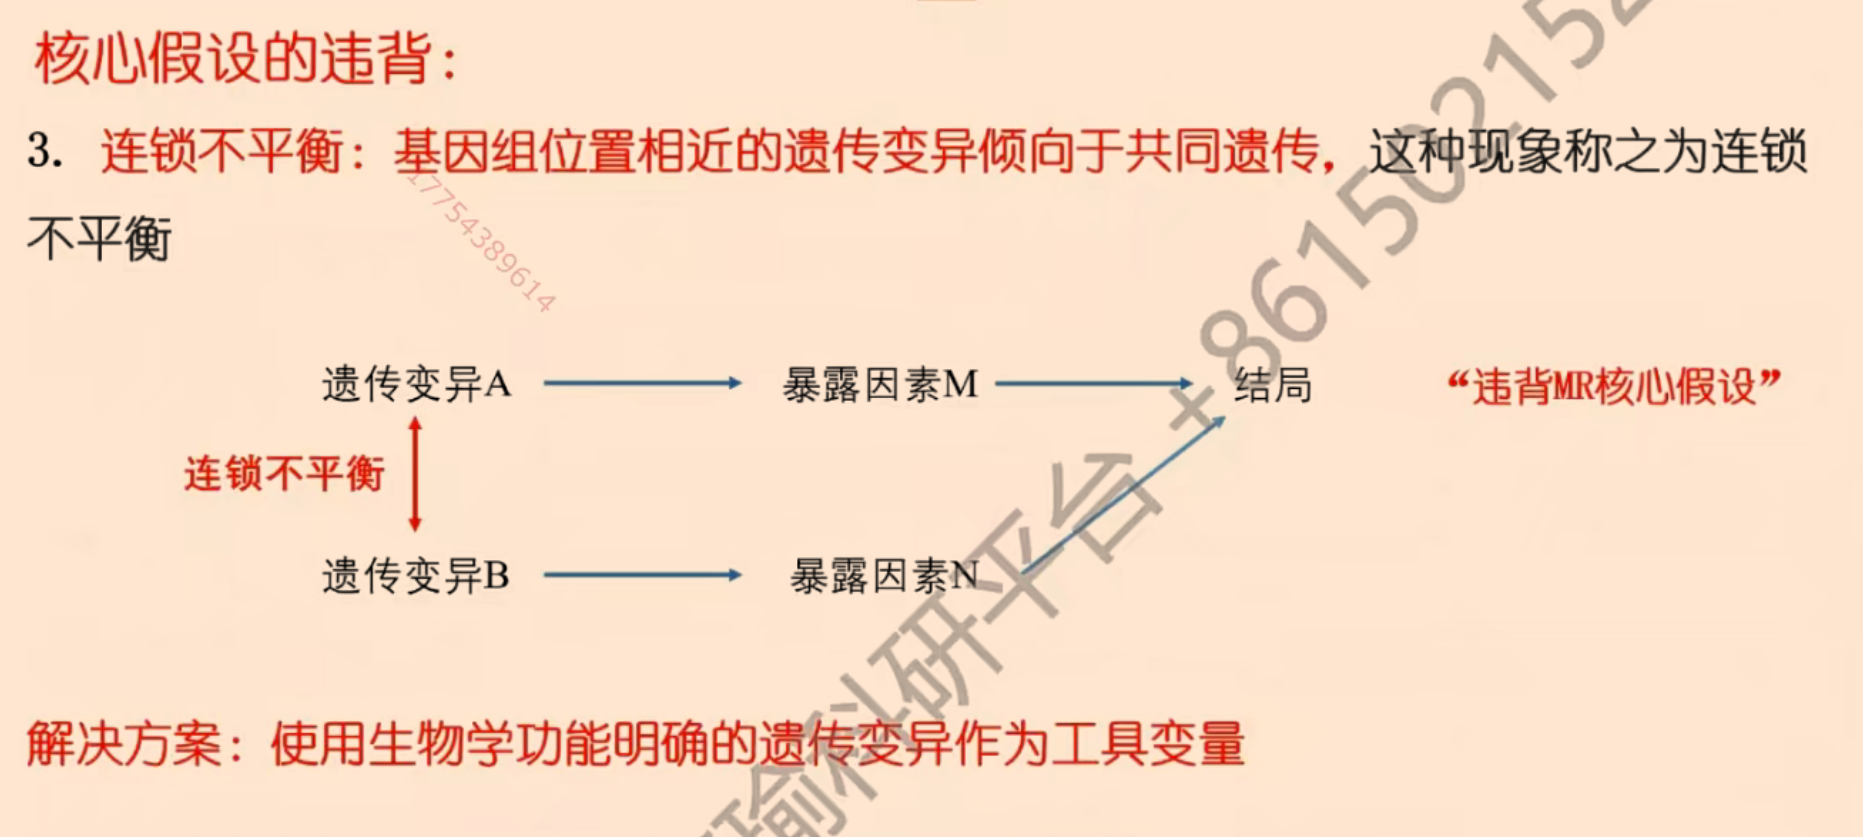 核心假设的违背：
3. 连锁不平衡：基因组位置相近的遗传变异倾向于共同遗传，这种现象称之为连锁
不平衡
17754389614
遗传变异A
暴露因素M
结局
“违背MR核心假设”
连锁不平衡
遗传变异B
暴露因素N
解决方案：使用生物学功能明确的遗传变异作为工具变量
瑜科研平台 +861502152